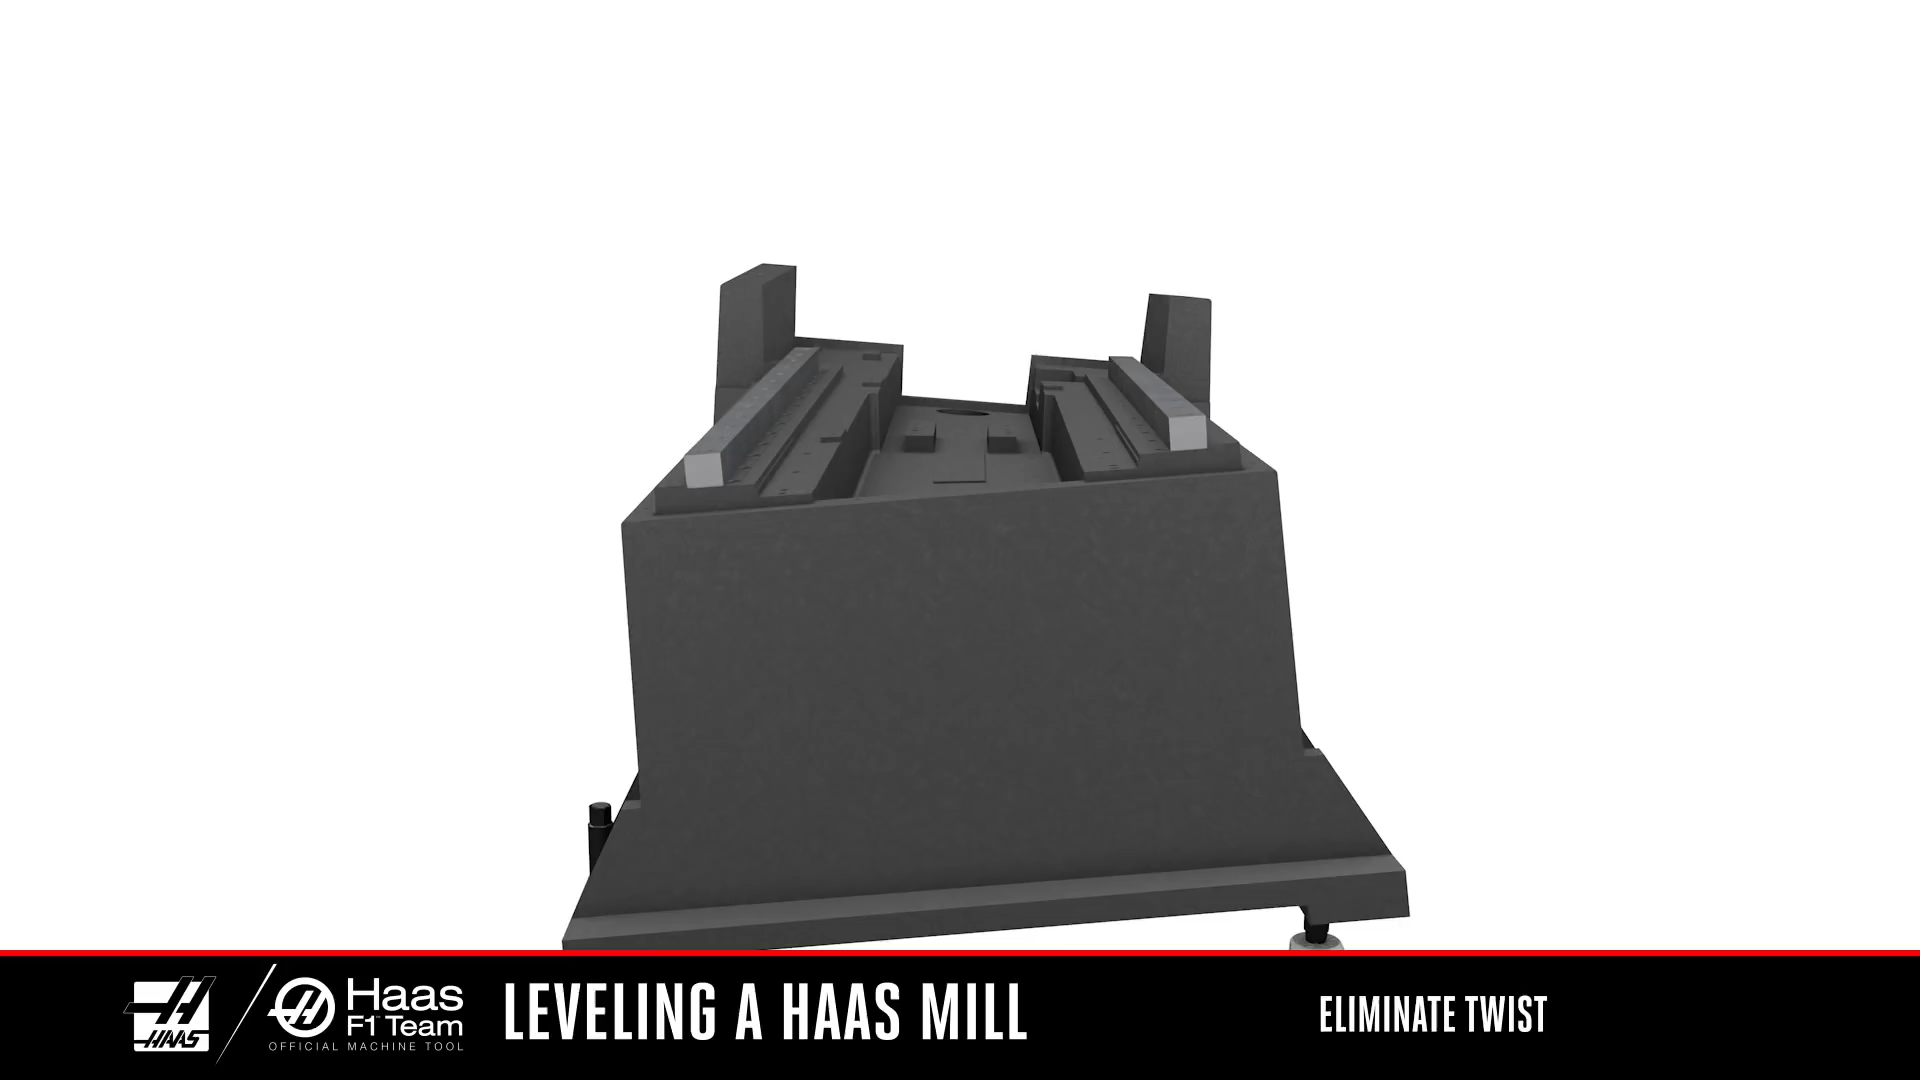 HAAS
Haas
F1 Team
OFFICIAL MACHINE TOOL
LEVELING A HAAS MILL
ELIMINATE TWIST